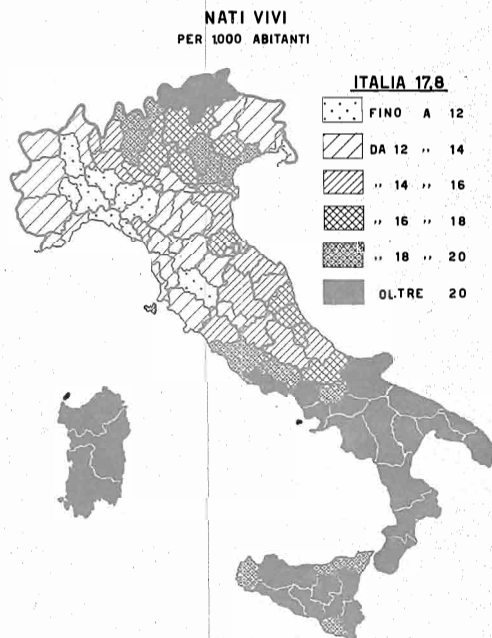 NATI VIVI
PER 1000 ABITANTI
ITALIA 17,8
FINO A 12
DA 12 ,, 14
,, 14 ,, 16
,, 16 ,, 18
,, 18 ,, 20
OLTRE 20